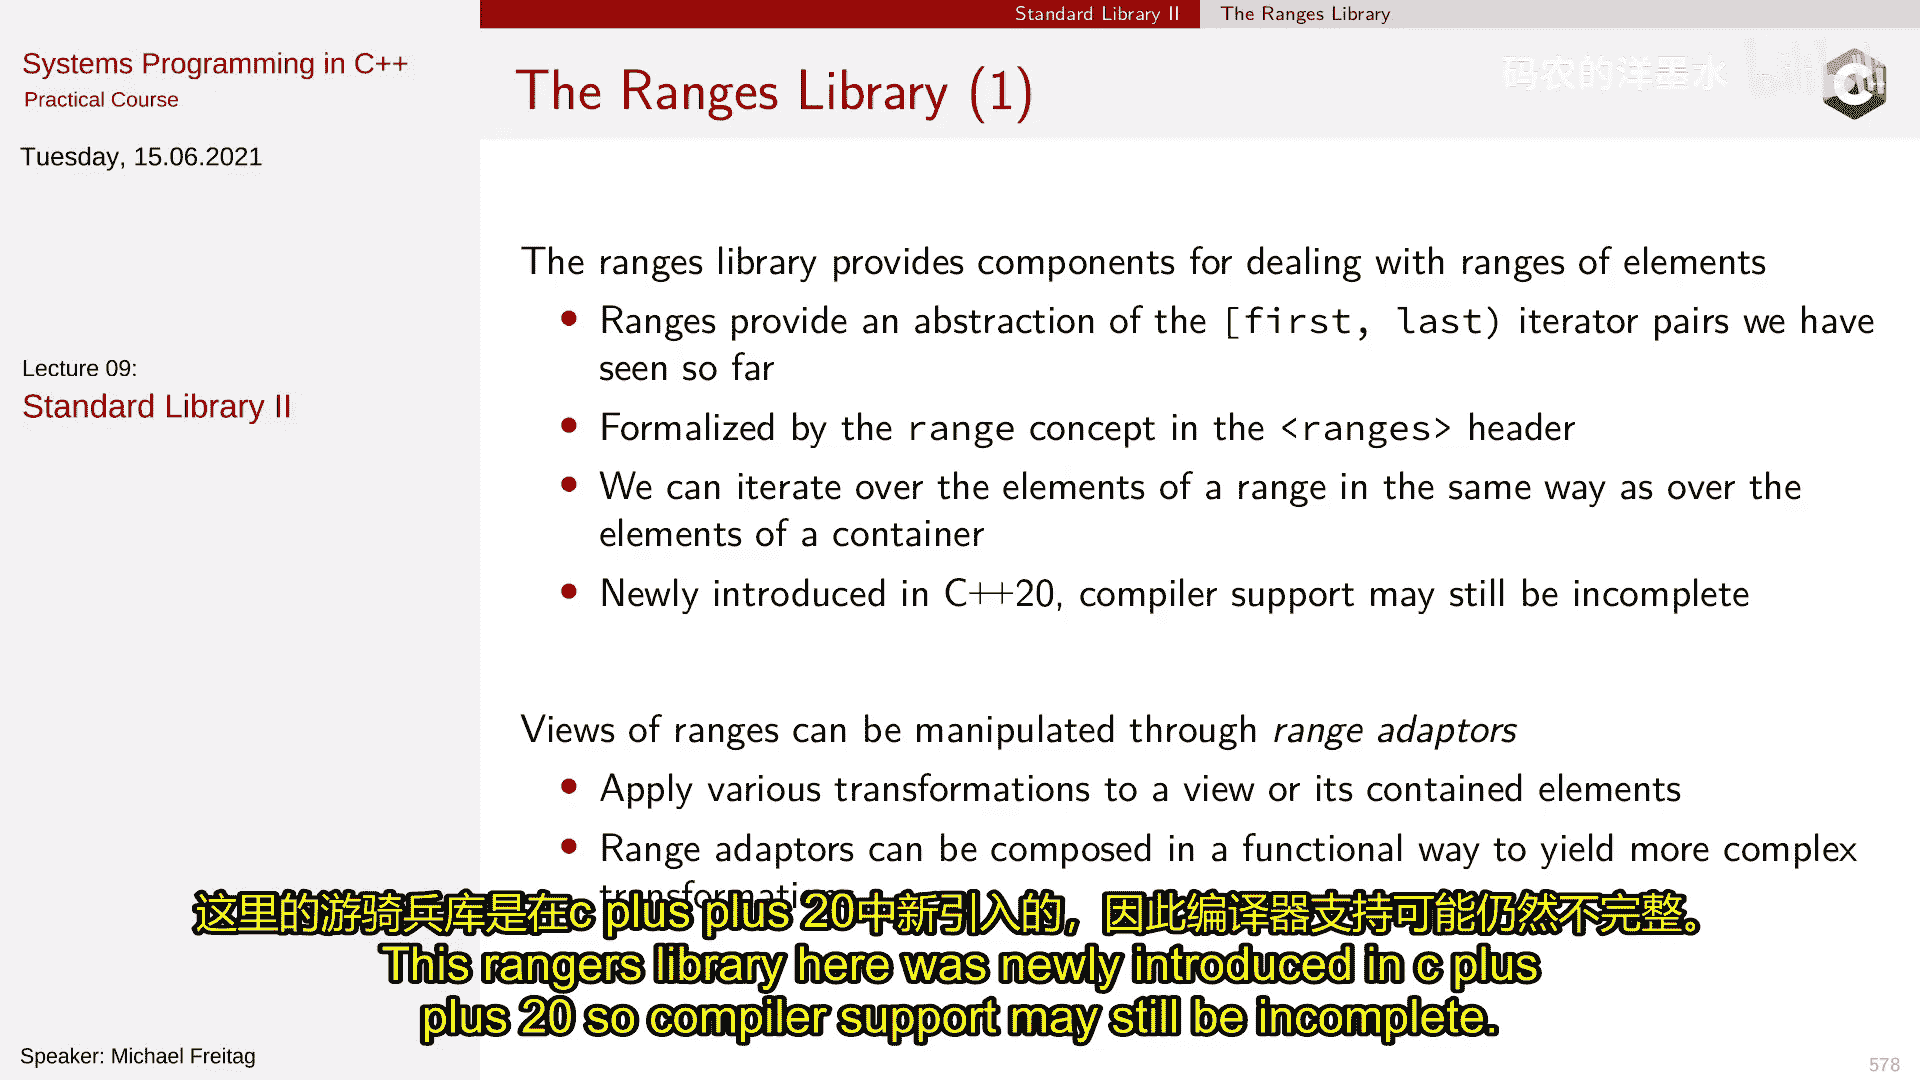 Standard Library II
The Ranges Library
Systems Programming in C++
Practical Course
Tuesday, 15.06.2021
Lecture 09:
Standard Library II
The Ranges Library (1)
码农的洋墨水
The ranges library provides components for dealing with ranges of elements
Ranges provide an abstraction of the [first, last) iterator pairs we have
seen so far
Formalized by the range concept in the <ranges> header
We can iterate over the elements of a range in the same way as over the
elements of a container
Newly introduced in C++20, compiler support may still be incomplete
Views of ranges can be manipulated through range adaptors
Apply various transformations to a view or its contained elements
Range adaptors can be composed in a functional way to yield more complex
这里的游骑兵库是在c plus plus 20中新引入的，因此编译器支持可能仍然不完整。
This rangers library here was newly introduced in c plus
plus 20 so compiler support may still be incomplete.
Speaker: Michael Freitag
578